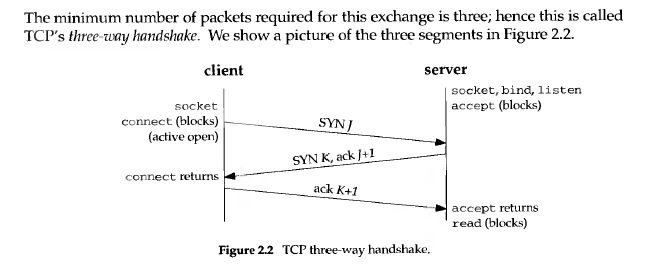 The minimum number of packets required for this exchange is three; hence this is called
TCP's three-way handshake. We show a picture of the three segments in Figure 2.2.
client
server
socket, bind, listen
accept (blocks)
socket
connect (blocks)
(active open)
SYN J
SYN K, ack J+1
connect returns
ack K+1
accept returns
read (blocks)
Figure 2.2 TCP three-way handshake.